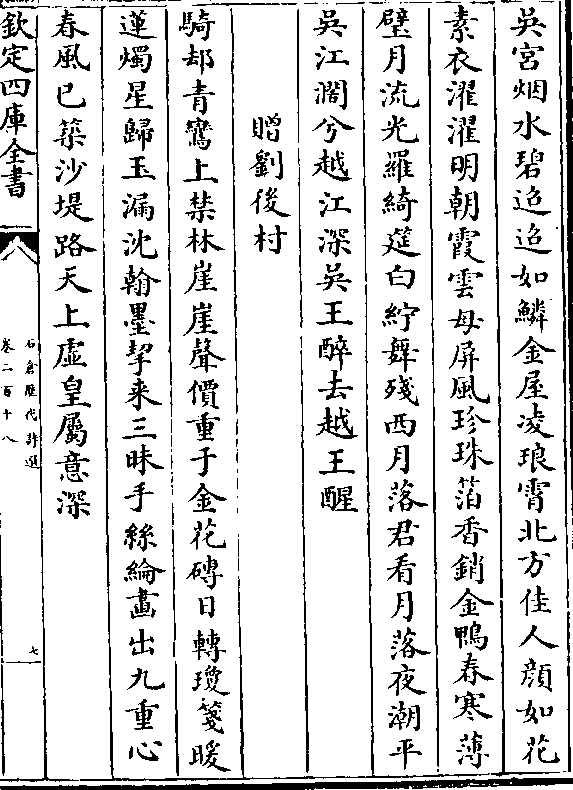 吳宮烟水碧迢迢如鱗金屋凌琅霄北方佳人顔如花
素衣濯濯明朝霞雲母屏風珍珠箔香銷金鴨春寒薄
壁月流光羅綺筵白紵舞殘西月落君看月落夜潮平
吳江濶兮越江深吳王醉去越王醒
贈劉後村
騎却青鸞上禁林崖崖聲價重于金花磚日轉瓊箋暖
蓮燭星歸玉漏沈翰墨挐来三昧手絲綸畵出九重心
春風已築沙堤路天上虛皇屬意深
欽定四庫全書
石倉歷代詩選
卷二百十八
七